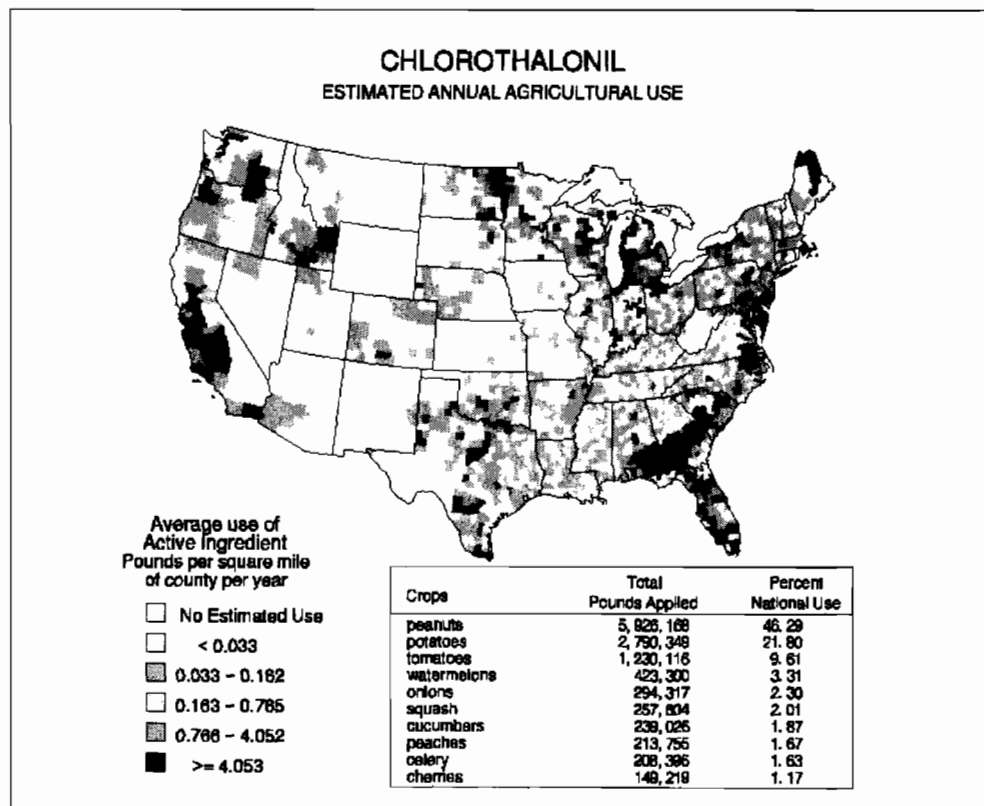 CHLOROTHALONIL
ESTIMATED ANNUAL AGRICULTURAL USE
Average use of
Active Ingredient
Pounds per square mile
of county per year
No Estimated Use
< 0.033
0.033 - 0.162
0.163 - 0.765
0.766 - 4.052
>= 4.053
Crops Total Pounds Applied Percent National Use
peanuts 5,926,168 46.29
potatoes 2,790,349 21.80
tomatoes 1,230,116 9.61
watermelons 423,300 3.31
onions 294,317 2.30
squash 257,604 2.01
cucumbers 239,026 1.87
peaches 213,755 1.67
celery 208,396 1.63
cherries 149,219 1.17